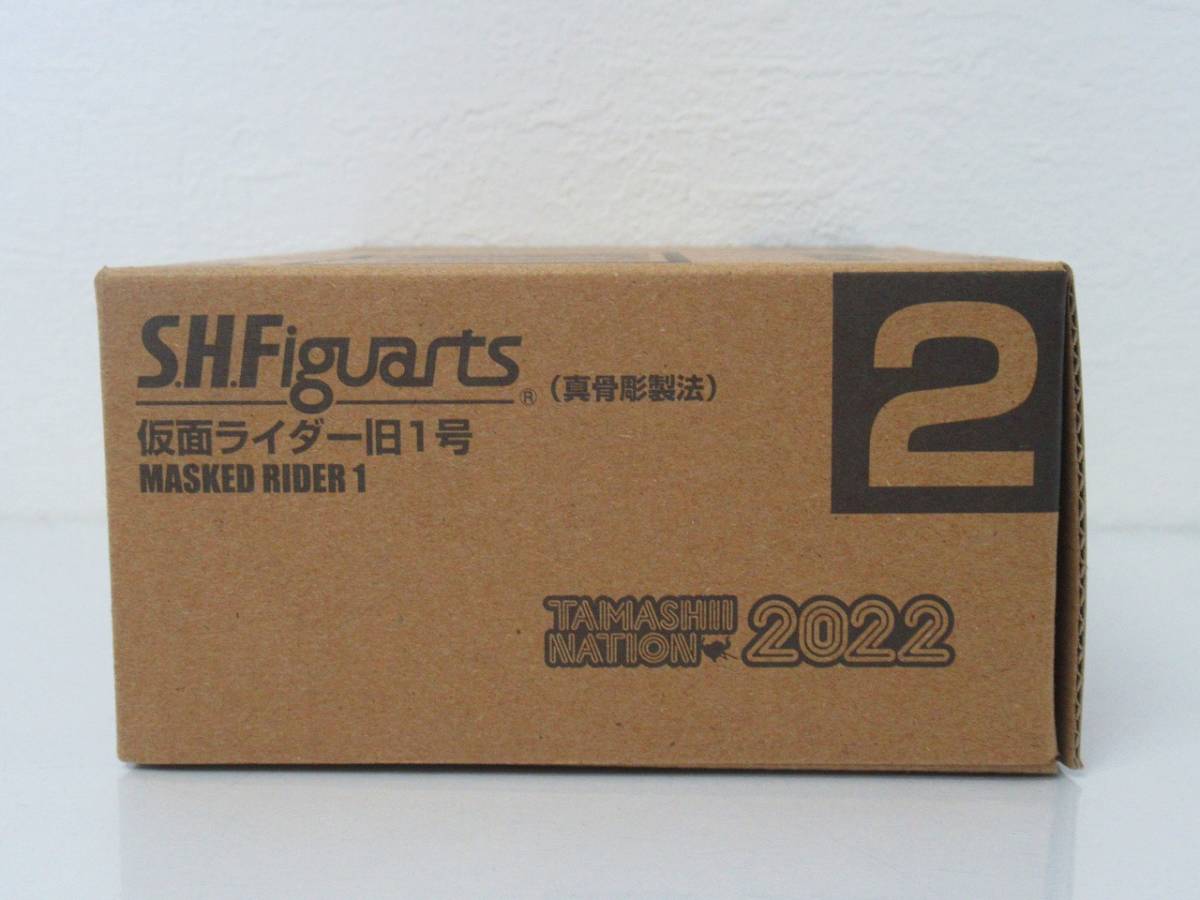 S.H.Figuarts® (真骨彫製法)
仮面ライダー旧1号
MASKED RIDER 1
2
TAMASHIII
NATION 2022